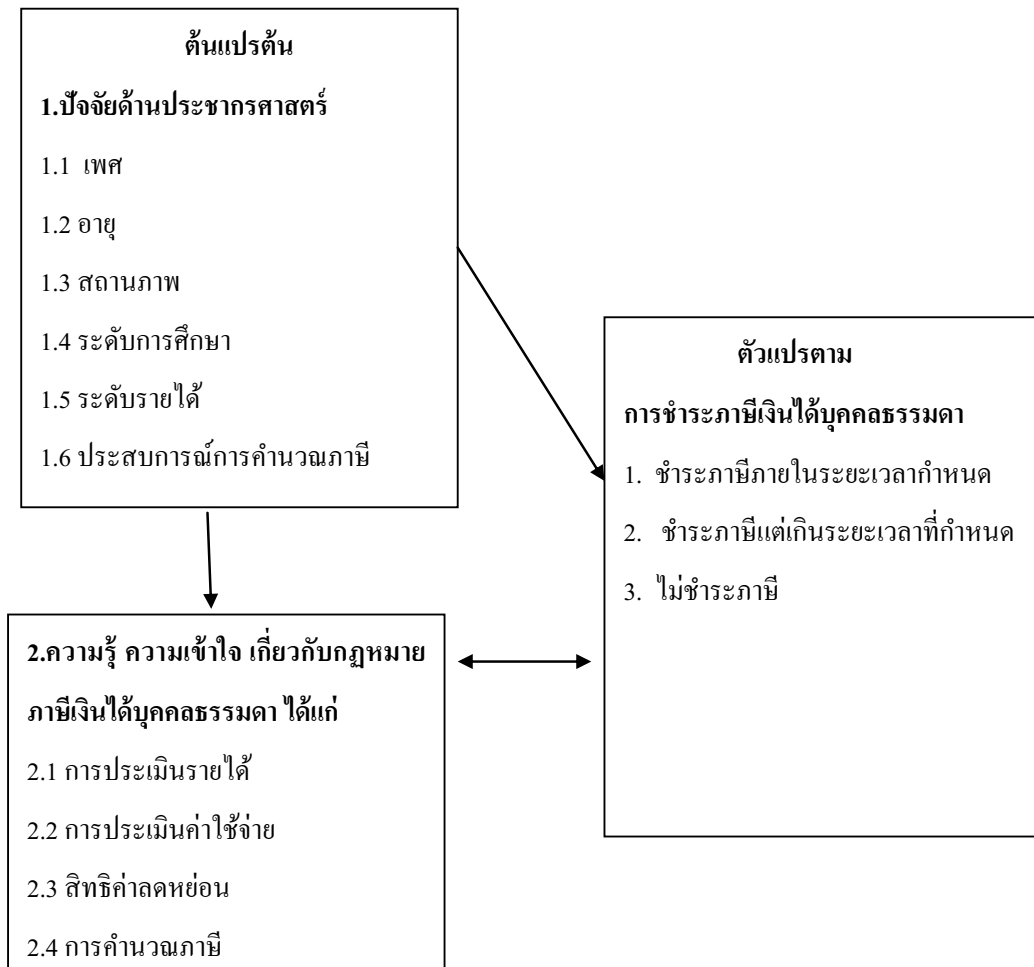 ต้นแปรต้น
1.ปัจจัยด้านประชากรศาสตร์
1.1 เพศ
1.2 อายุ
1.3 สถานภาพ
1.4 ระดับการศึกษา
1.5 ระดับรายได้
1.6 ประสบการณ์การคำนวณภาษี
2.ความรู้ ความเข้าใจ เกี่ยวกับกฎหมาย
ภาษีเงินได้บุคคลธรรมดา ได้แก่
2.1 การประเมินรายได้
2.2 การประเมินค่าใช้จ่าย
2.3 สิทธิค่าลดหย่อน
2.4 การคำนวณภาษี
ตัวแปรตาม
การชำระภาษีเงินได้บุคคลธรรมดา
1. ชำระภาษีภายในระยะเวลากำหนด
2. ชำระภาษีแต่เกินระยะเวลาที่กำหนด
3. ไม่ชำระภาษี